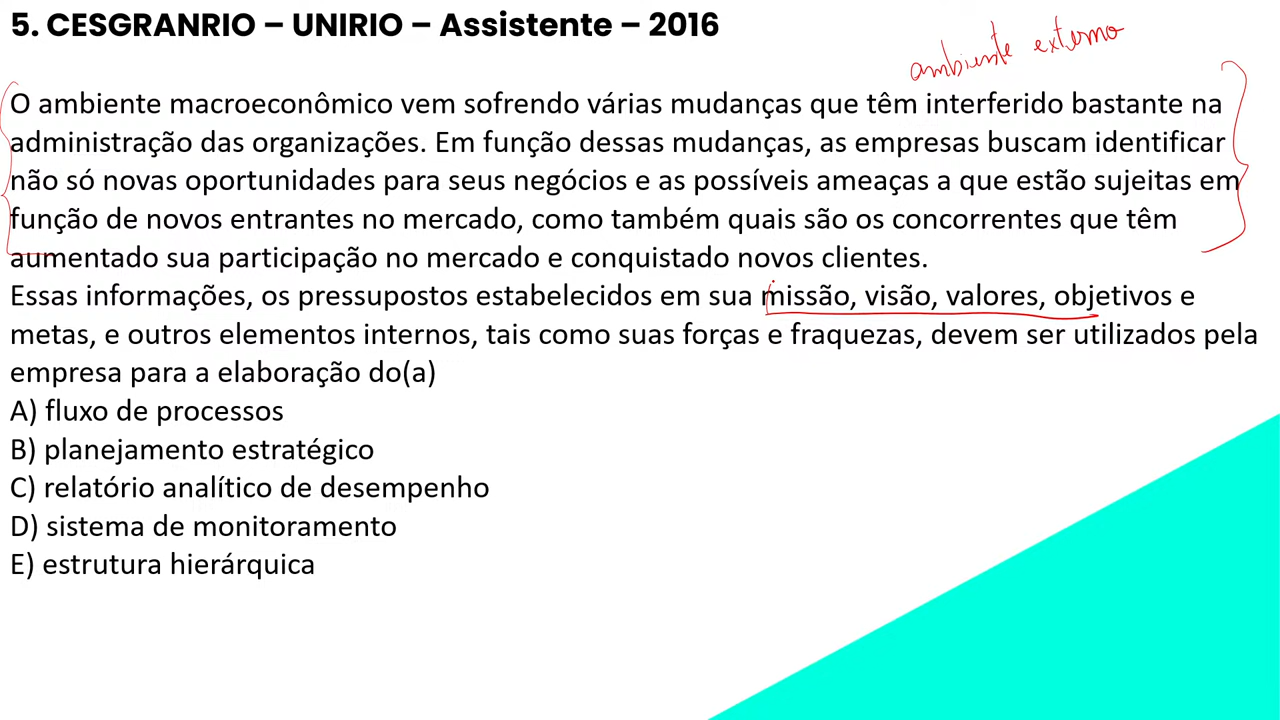 5. CESGRANRIO – UNIRIO – Assistente – 2016
ambiente externo
O ambiente macroeconômico vem sofrendo várias mudanças que têm interferido bastante na
administração das organizações. Em função dessas mudanças, as empresas buscam identificar
não só novas oportunidades para seus negócios e as possíveis ameaças a que estão sujeitas em
função de novos entrantes no mercado, como também quais são os concorrentes que têm
aumentado sua participação no mercado e conquistado novos clientes.
Essas informações, os pressupostos estabelecidos em sua missão, visão, valores, objetivos e
metas, e outros elementos internos, tais como suas forças e fraquezas, devem ser utilizados pela
empresa para a elaboração do(a)
A) fluxo de processos
B) planejamento estratégico
C) relatório analítico de desempenho
D) sistema de monitoramento
E) estrutura hierárquica